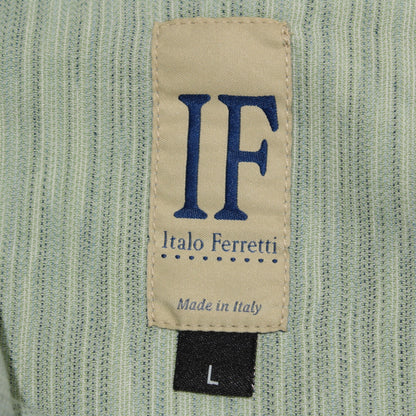 IF
Italo Ferretti
Made in Italy
L